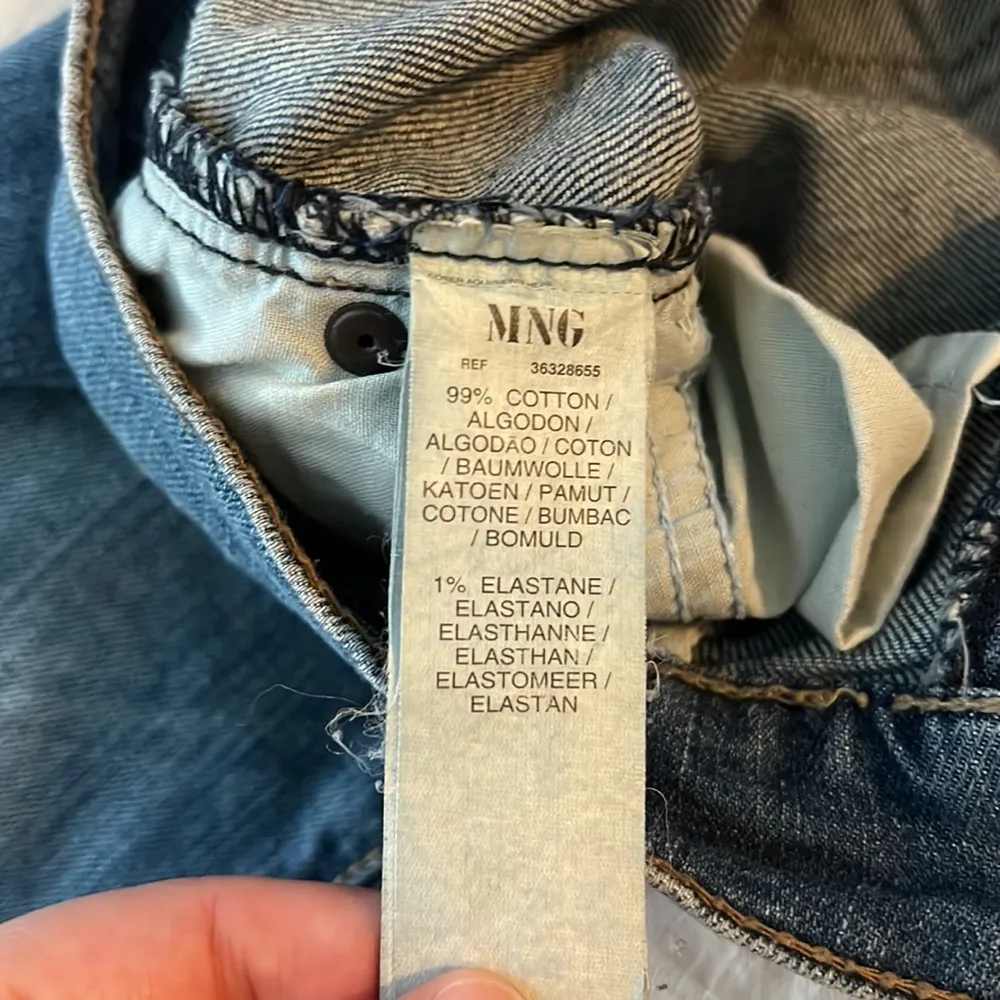 MNG
REF 36328655
99% COTTON /
ALGODON /
ALGODÃO / COTON
/ BAUMWOLLE /
KATOEN / PAMUT /
COTONE / BUMBAC
/ BOMULD
1% ELASTANE /
ELASTANO /
ELASTHANNE /
ELASTHAN /
ELASTOMEER /
ELASTAN